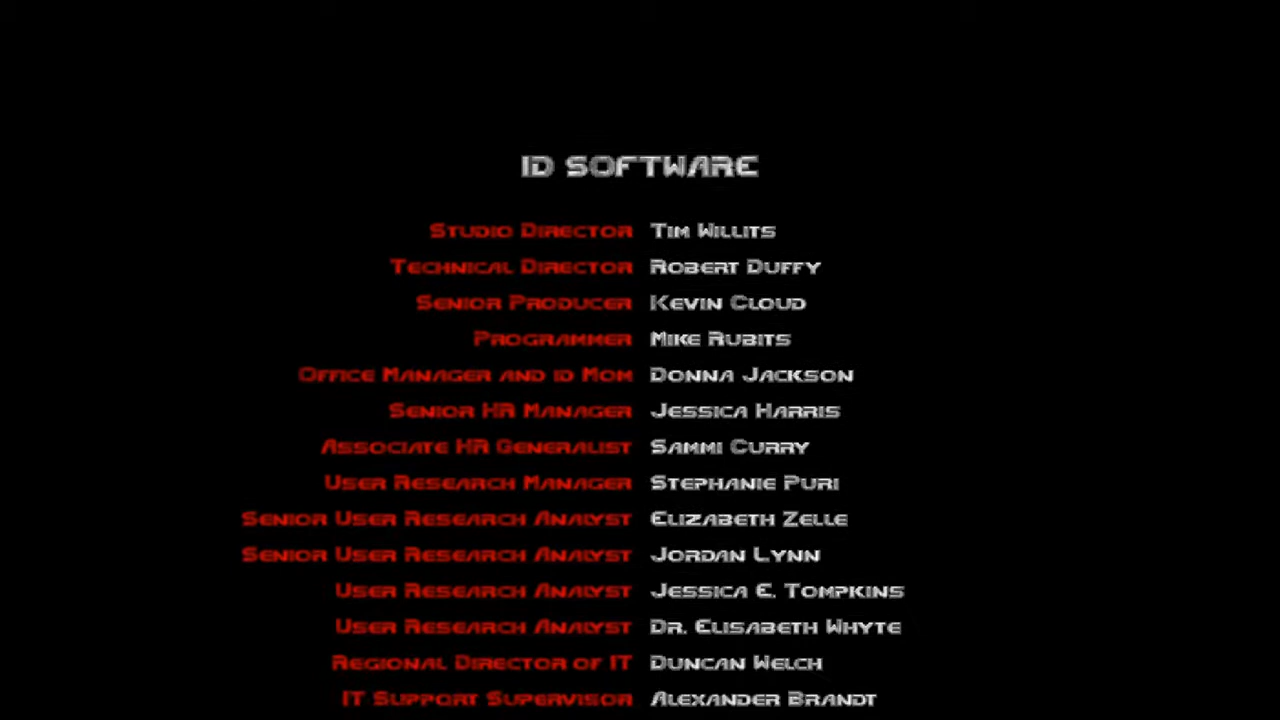 ID SOFTWARE
STUDIO DIRECTOR TIM WILLITS
TECHNICAL DIRECTOR ROBERT DUFFY
SENIOR PRODUCER KEVIN CLOUD
PROGRAMMER MIKE RUBITS
OFFICE MANAGER AND ID MOM DONNA JACKSON
SENIOR HR MANAGER JESSICA HARRIS
ASSOCIATE HR GENERALIST SAMMI CURRY
USER RESEARCH MANAGER STEPHANIE PURI
SENIOR USER RESEARCH ANALYST ELIZABETH ZELLE
SENIOR USER RESEARCH ANALYST JORDAN LYNN
USER RESEARCH ANALYST JESSICA E. TOMPKINS
USER RESEARCH ANALYST DR. ELISABETH WHYTE
REGIONAL DIRECTOR OF IT DUNCAN WELCH
IT SUPPORT SUPERVISOR ALEXANDER BRANDT